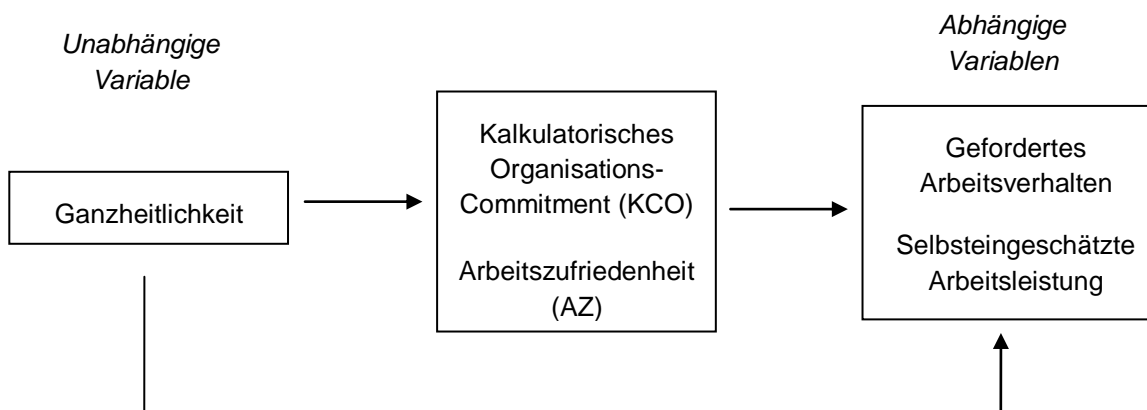 Unabhängige
Variable
Ganzheitlichkeit
Kalkulatorisches
Organisations-
Commitment (KCO)
Arbeitszufriedenheit
(AZ)
Abhängige
Variablen
Gefordertes
Arbeitsverhalten
Selbsteingeschätzte
Arbeitsleistung